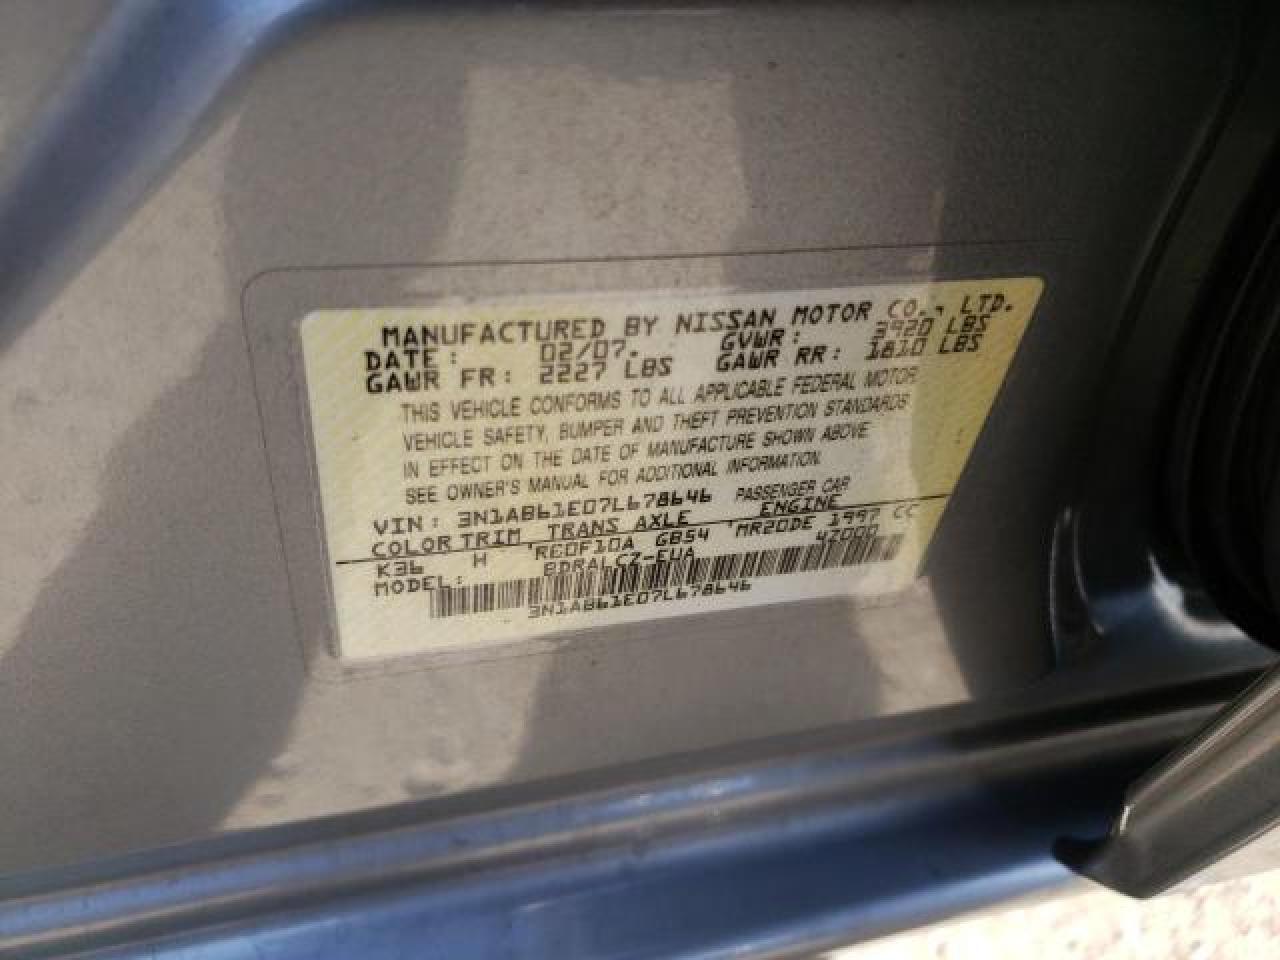 MANUFACTURED BY NISSAN MOTOR CO., LTD.
DATE: 02/07. GVWR: 3920 LBS
GAWR FR: 2227 LBS GAWR RR: 1810 LBS
THIS VEHICLE CONFORMS TO ALL APPLICABLE FEDERAL MOTOR
VEHICLE SAFETY, BUMPER AND THEFT PREVENTION STANDARDS
IN EFFECT ON THE DATE OF MANUFACTURE SHOWN ABOVE.
SEE OWNER'S MANUAL FOR ADDITIONAL INFORMATION.
VIN: 3N1AB61E07L678646 PASSENGER CAR
COLOR TRIM TRANS AXLE ENGINE
K36 H RE0F10A GB54 MR20DE 1997 CC
MODEL: BDRALCZ-EUA 47000
3N1AB61E07L678646